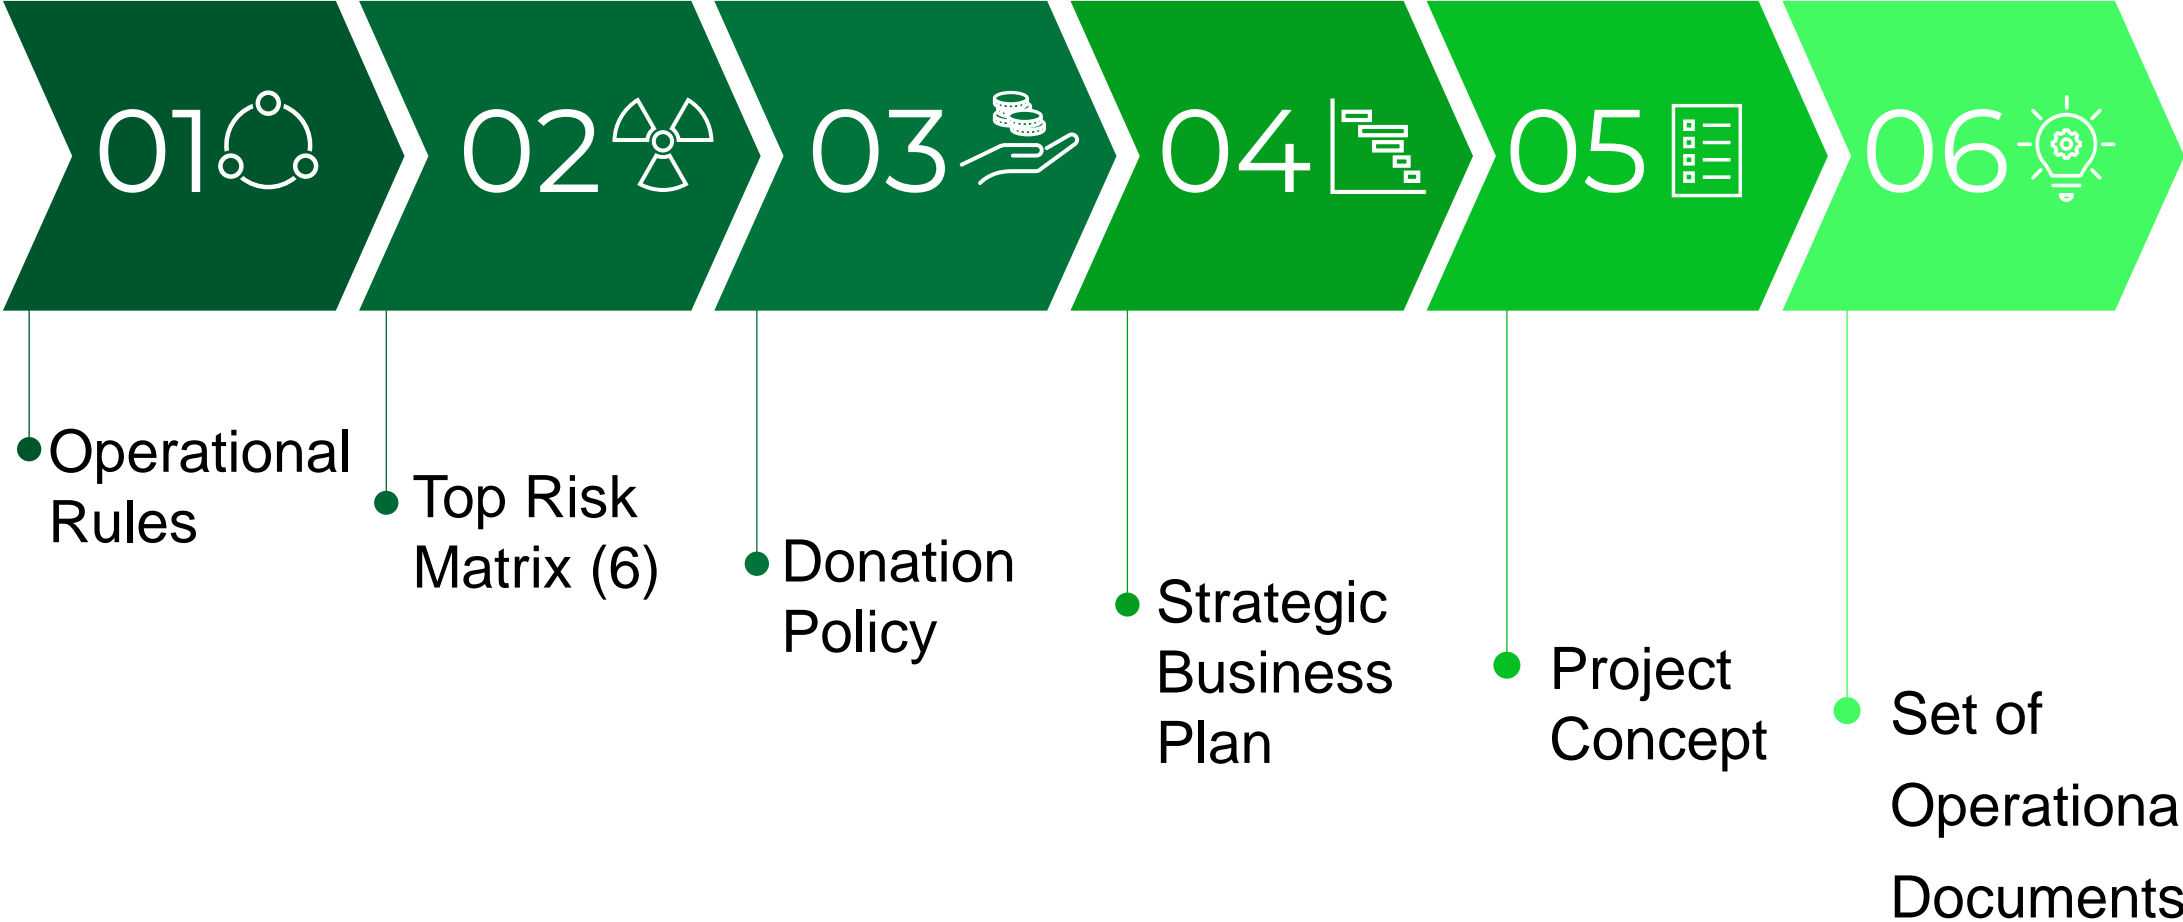 01
02
03
04
05
06
Operational
Rules
Top Risk
Matrix (6)
Donation
Policy
Strategic
Business
Plan
Project
Concept
Set of
Operationa
Documents